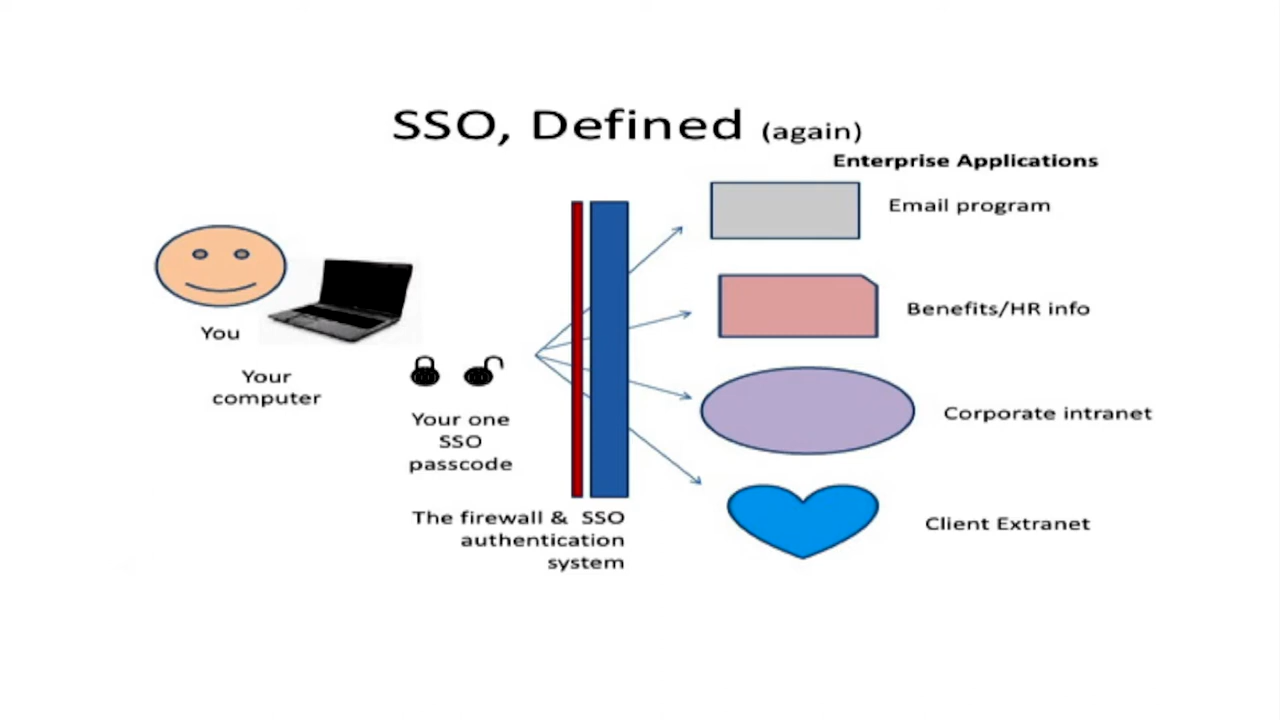 SSO, Defined (again)
Enterprise Applications
Email program
Benefits/HR info
Corporate intranet
Client Extranet
You
Your
computer
Your one
SSO
passcode
The firewall & SSO
authentication
system